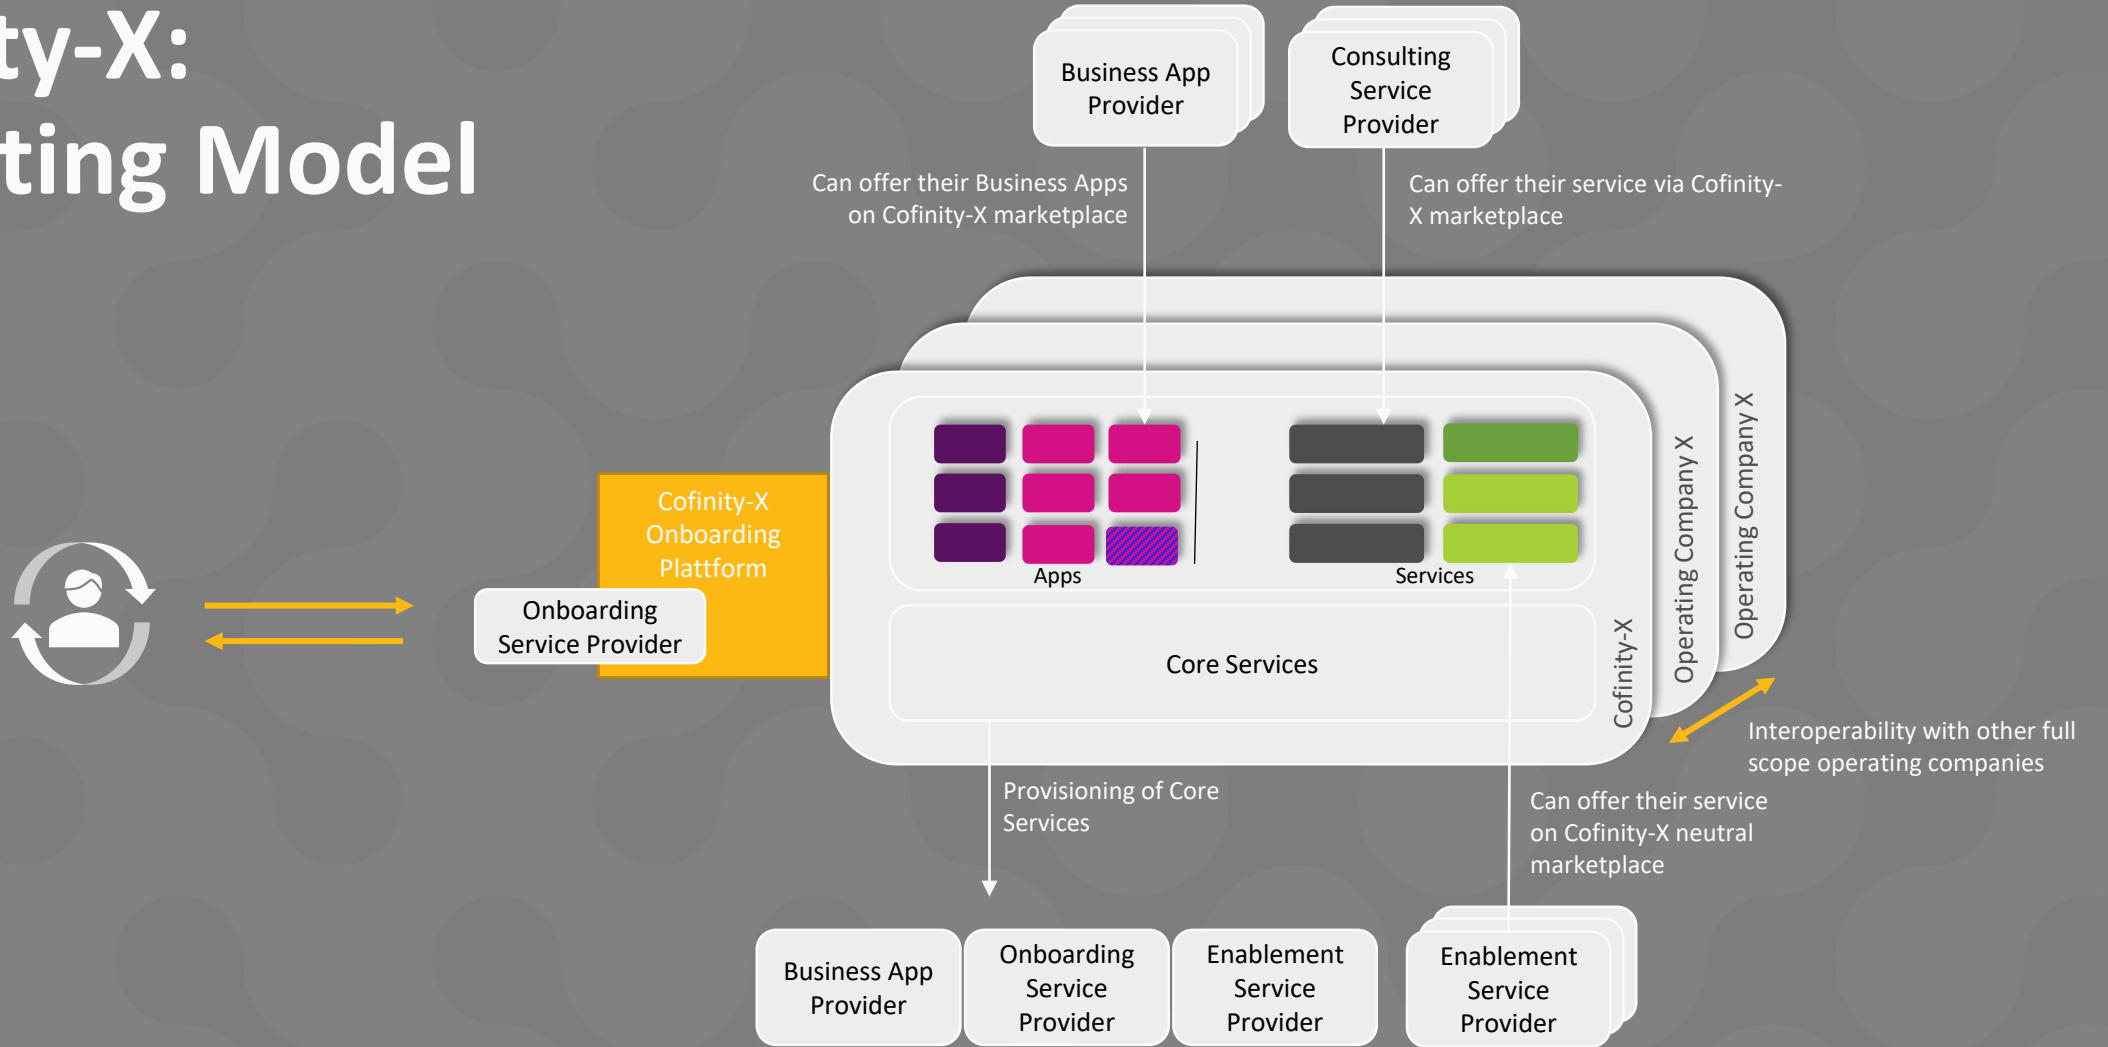 ty-X:
ting Model
Business App
Provider
Consulting
Service
Provider
Can offer their Business Apps
on Cofinity-X marketplace
Can offer their service via Cofinity-
X marketplace
Cofinity-X
Onboarding
Plattform
Onboarding
Service Provider
Apps
Services
Core Services
Cofinity-X
Operating Company X
Operating Company X
Interoperability with other full
scope operating companies
Provisioning of Core
Services
Can offer their service
on Cofinity-X neutral
marketplace
Business App
Provider
Onboarding
Service
Provider
Enablement
Service
Provider
Enablement
Service
Provider